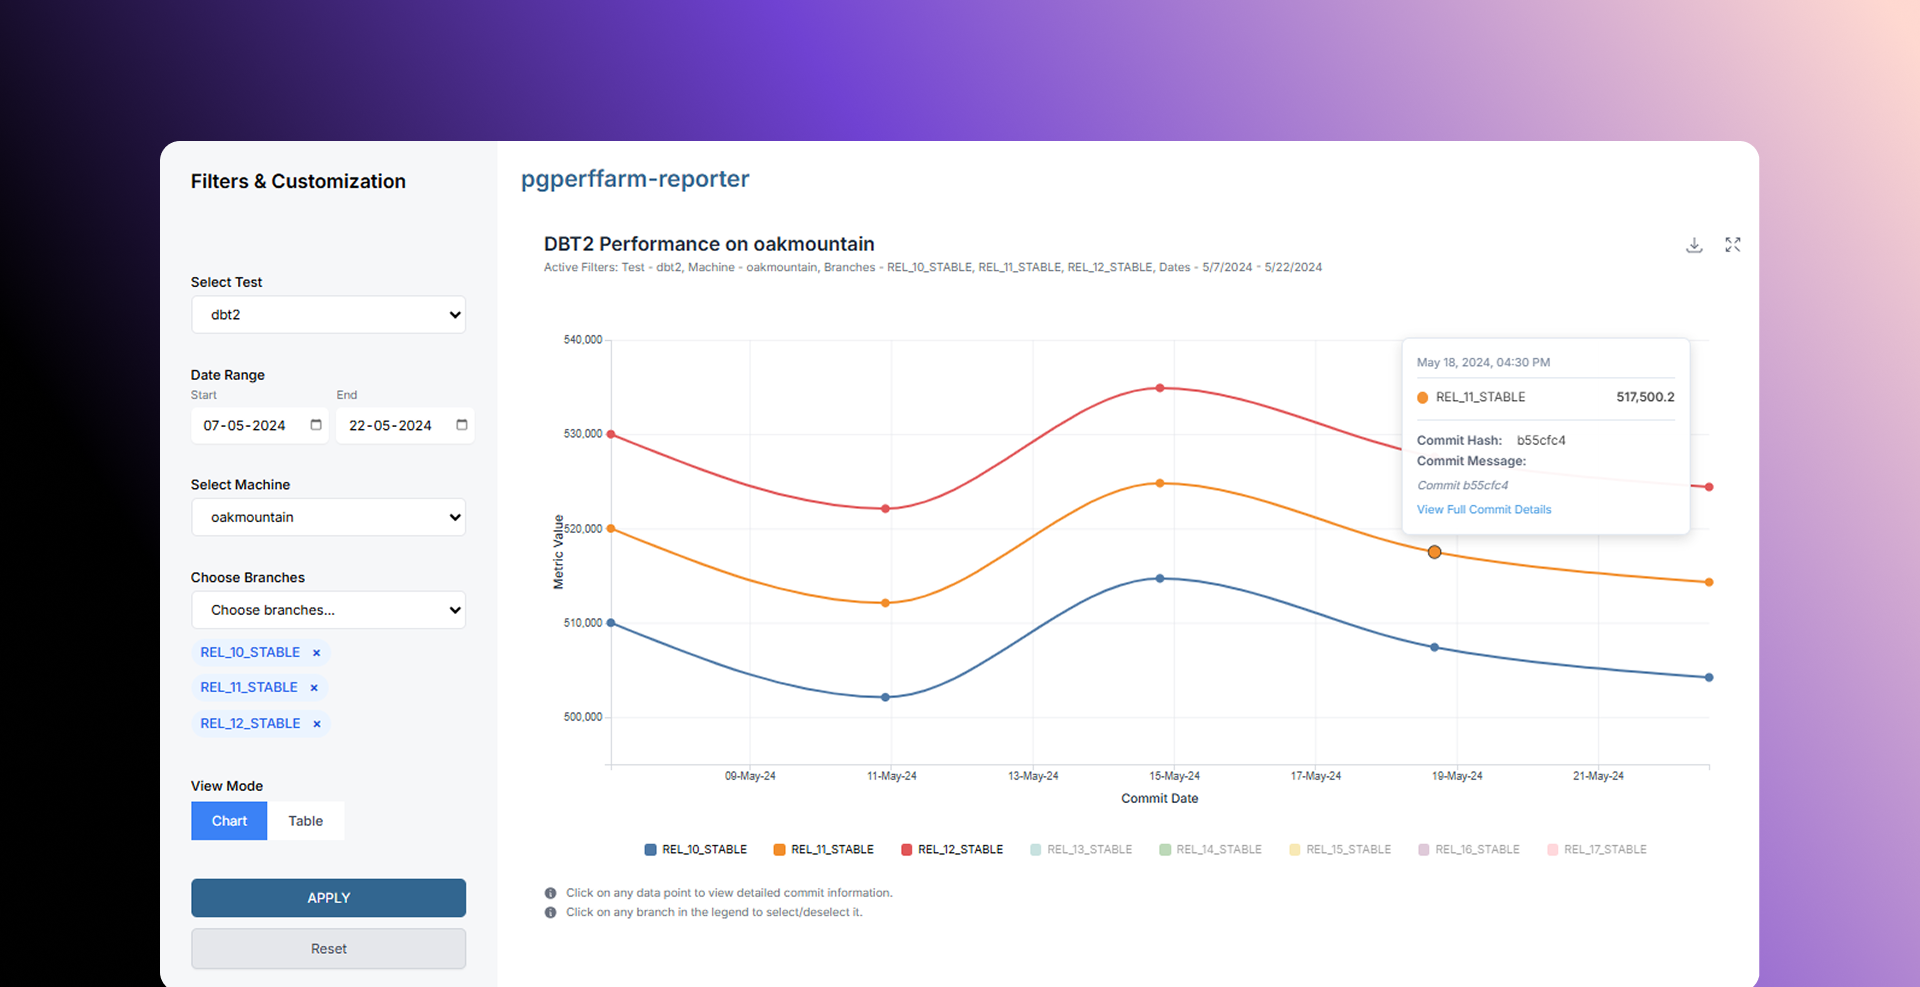 Filters & Customization
Select Test
dbt2
Date Range
Start End
07-05-2024 22-05-2024
Select Machine
oakmountain
Choose Branches
Choose branches...
REL_10_STABLE ×
REL_11_STABLE ×
REL_12_STABLE ×
View Mode
Chart Table
APPLY
Reset
pgperffarm-reporter
DBT2 Performance on oakmountain
Active Filters: Test - dbt2, Machine - oakmountain, Branches - REL_10_STABLE, REL_11_STABLE, REL_12_STABLE, Dates - 5/7/2024 - 5/22/2024
Metric Value
540,000
530,000
520,000
510,000
500,000
May 18, 2024, 04:30 PM
REL_11_STABLE 517,500.2
Commit Hash: b55cfc4
Commit Message:
Commit b55cfc4
View Full Commit Details
09-May-24 11-May-24 13-May-24 15-May-24 17-May-24 19-May-24 21-May-24
Commit Date
REL_10_STABLE REL_11_STABLE REL_12_STABLE REL_13_STABLE REL_14_STABLE REL_15_STABLE REL_16_STABLE REL_17_STABLE
Click on any data point to view detailed commit information.
Click on any branch in the legend to select/deselect it.